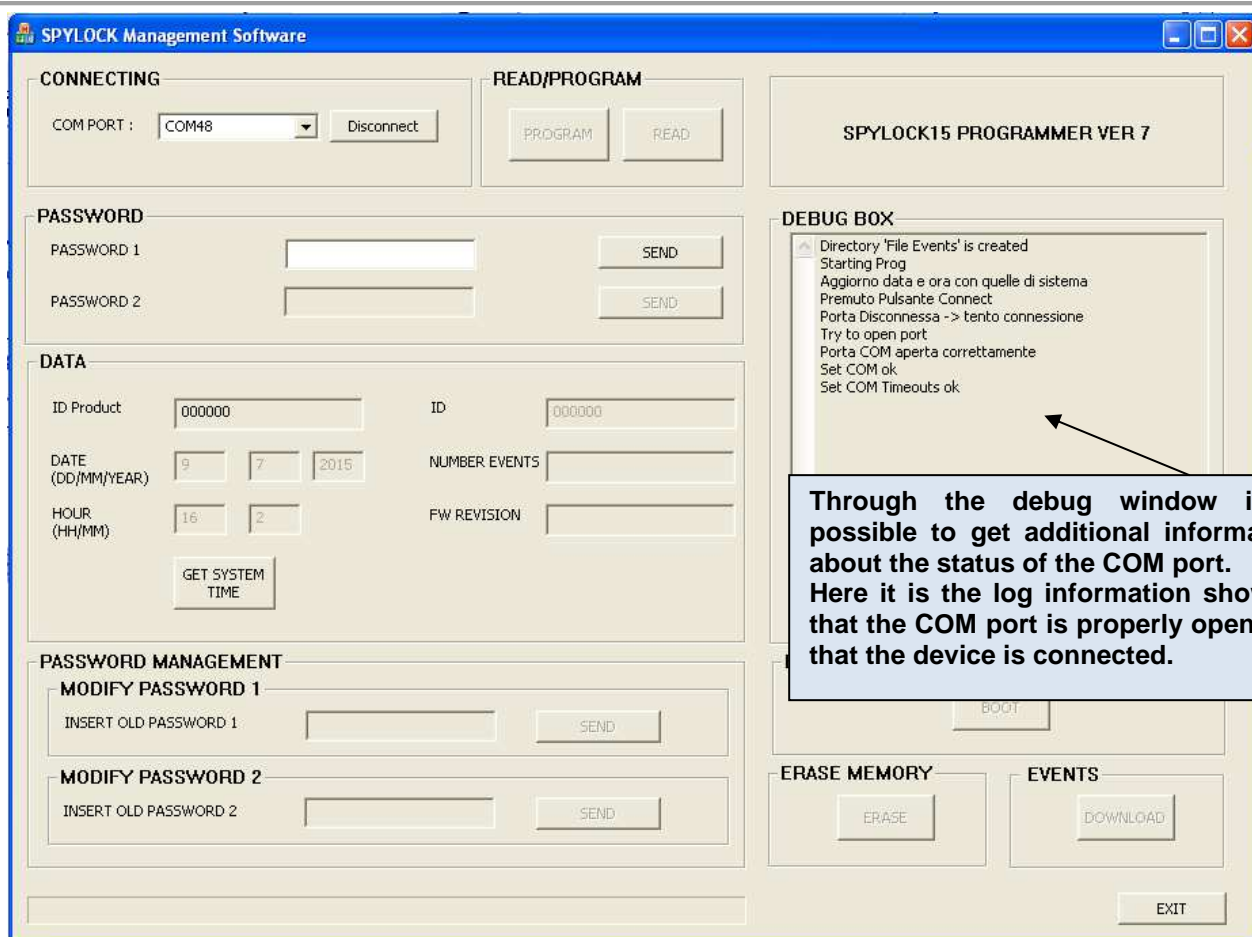 SPYLOCK Management Software
CONNECTING
COM PORT :
COM48
Disconnect
READ/PROGRAM
PROGRAM
READ
SPYLOCK15 PROGRAMMER VER 7
PASSWORD
PASSWORD 1
SEND
PASSWORD 2
SEND
DEBUG BOX
Directory 'File Events' is created
Starting Prog
Aggiorno data e ora con quelle di sistema
Premuto Pulsante Connect
Porta Disconnessa -> tento connessione
Try to open port
Porta COM aperta correttamente
Set COM ok
Set COM Timeouts ok
DATA
ID Product
000000
ID
000000
DATE
(DD/MM/YEAR)
9
7
2015
NUMBER EVENTS
HOUR
(HH/MM)
16
2
FW REVISION
GET SYSTEM
TIME
Through the debug window
possible to get additional
about the status of the COM port.
Here it is the log information
that the COM port is properly open
that the device is connected.
PASSWORD MANAGEMENT
MODIFY PASSWORD 1
INSERT OLD PASSWORD 1
SEND
MODIFY PASSWORD 2
INSERT OLD PASSWORD 2
SEND
BOOT
ERASE MEMORY
ERASE
EVENTS
DOWNLOAD
EXIT